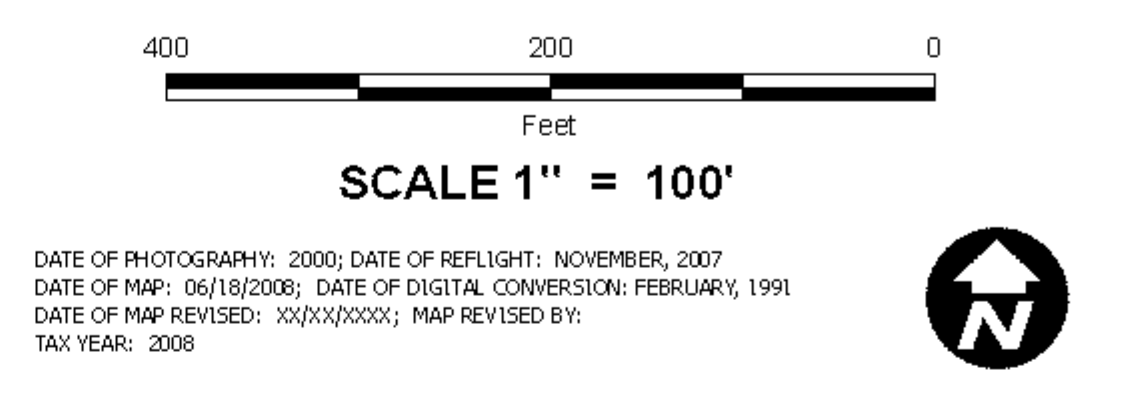 400 200 0
Feet
SCALE 1" = 100'
DATE OF PHOTOGRAPHY: 2000; DATE OF REFLIGHT: NOVEMBER, 2007
DATE OF MAP: 06/18/2008; DATE OF DIGITAL CONVERSION: FEBRUARY, 1991
DATE OF MAP REVISED: XX/XX/XXXX; MAP REVISED BY:
TAX YEAR: 2008
N